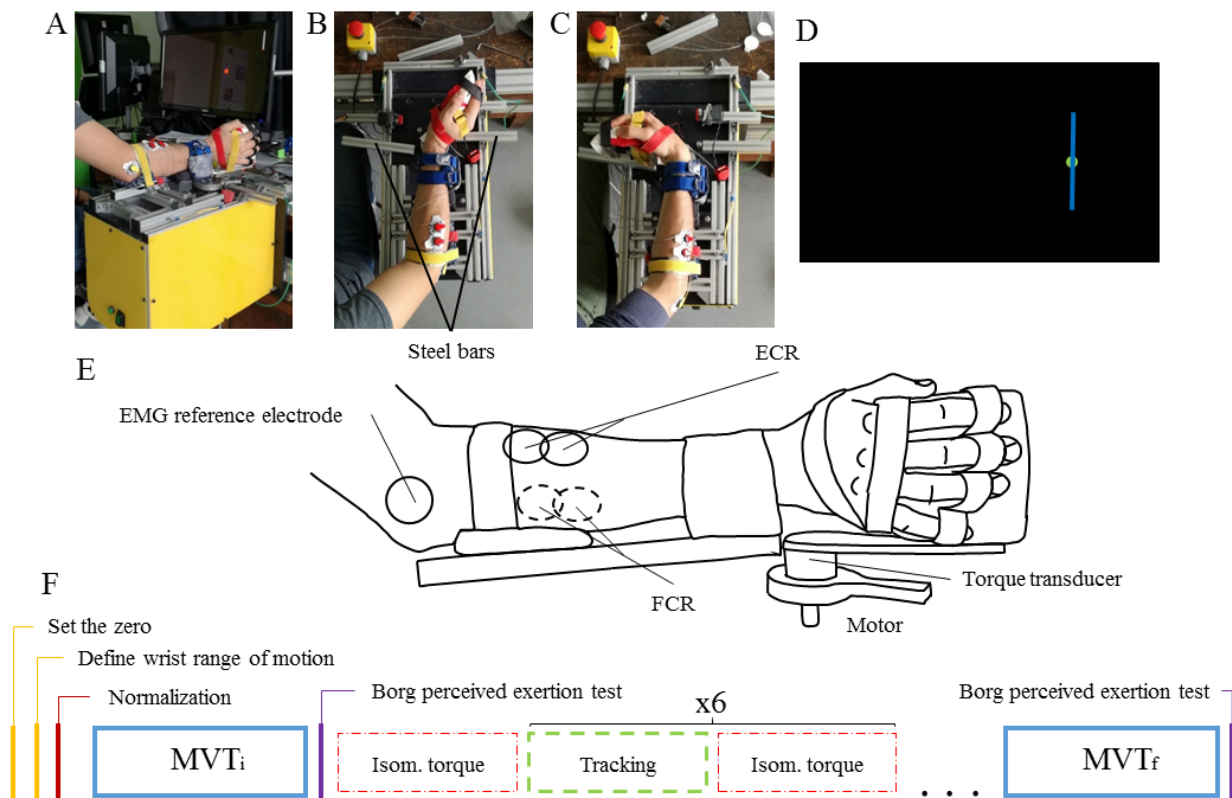 A
B
C
D
Steel bars
E
ECR
EMG reference electrode
FCR
Torque transducer
Motor
F
Set the zero
Define wrist range of motion
Normalization
Borg perceived exertion test
x6
Borg perceived exertion test
MVTi
Isom. torque
Tracking
Isom. torque
. . .
MVTf